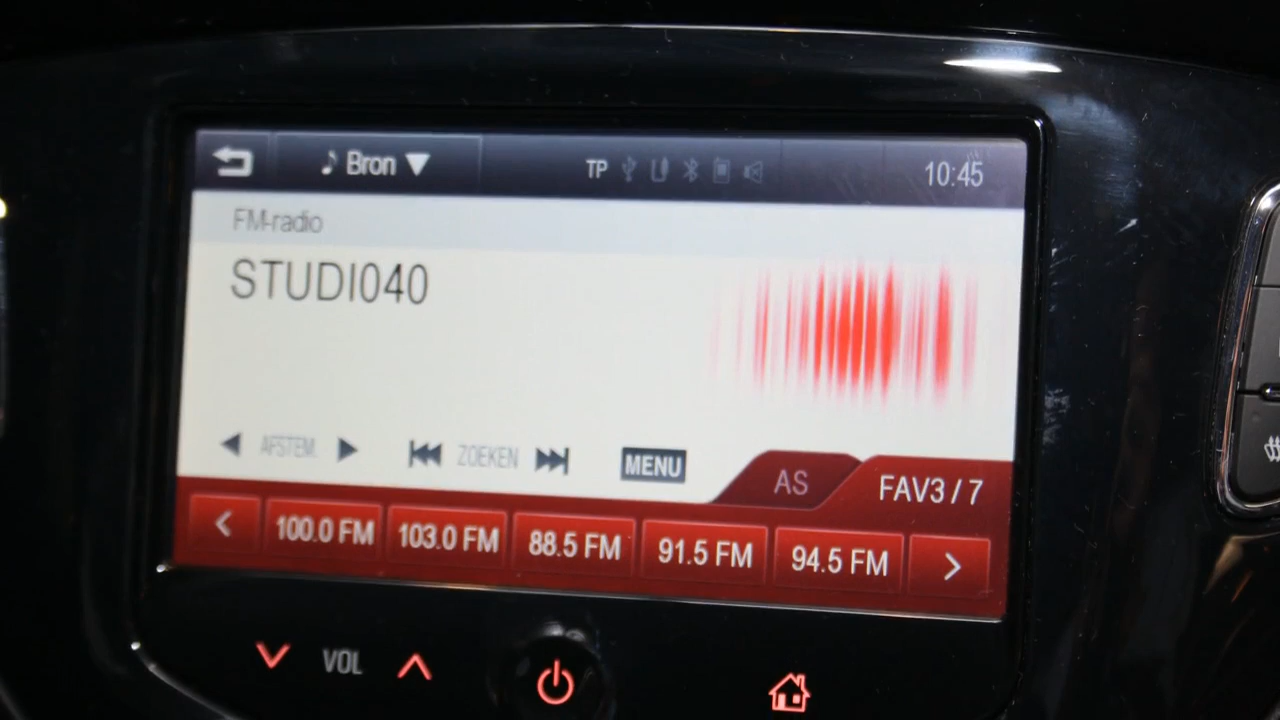 Bron TP 10:45
FM-radio
STUDIO40
AFSTEM. ZOEKEN MENU AS FAV3 / 7
100.0 FM 103.0 FM 88.5 FM 91.5 FM 94.5 FM
VOL